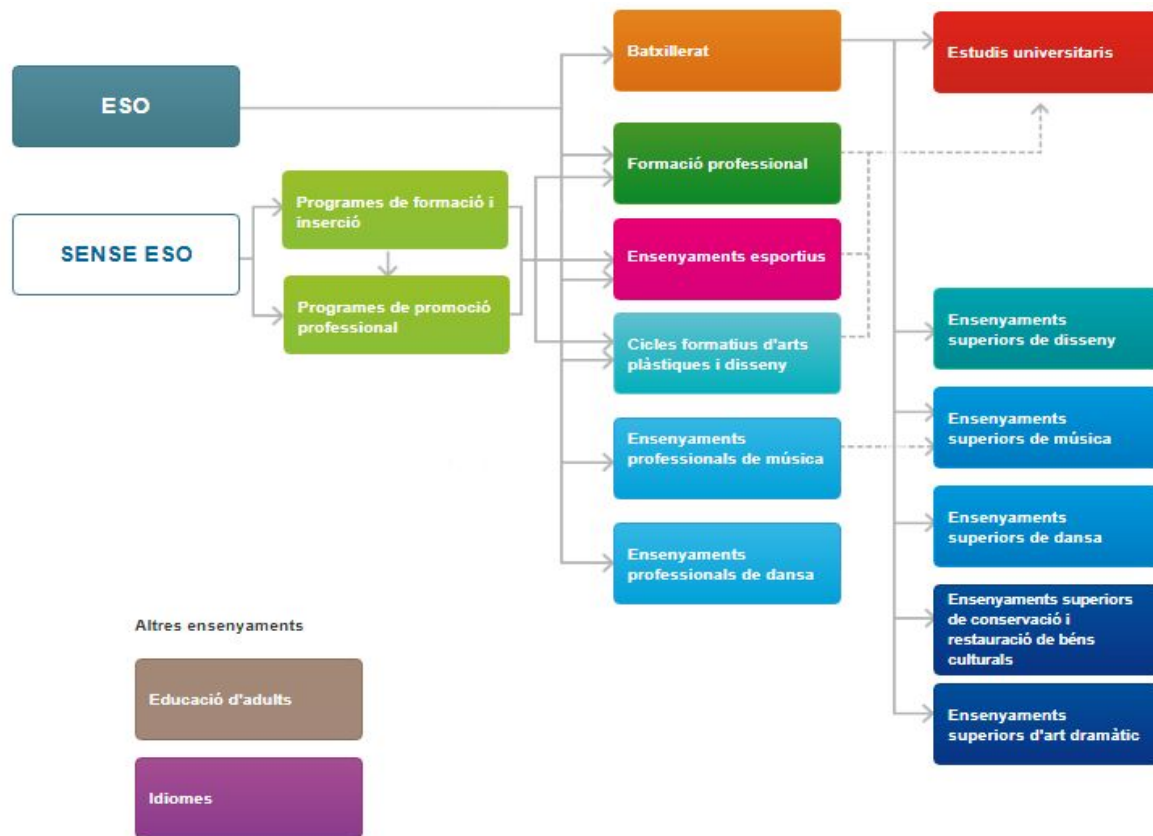 ESO
SENSE ESO
Programes de formació i
inserció
Programes de promoció
professional
Batxillerat
Formació professional
Ensenyaments esportius
Cicles formatius d'arts
plàstiques i disseny
Ensenyaments
professionals de música
Ensenyaments
professionals de dansa
Estudis universitaris
Ensenyaments
superiors de disseny
Ensenyaments
superiors de música
Ensenyaments
superiors de dansa
Ensenyaments superiors
de conservació i
restauració de béns
culturals
Ensenyaments
superiors d'art dramàtic
Altres ensenyaments
Educació d'adults
Idiomes